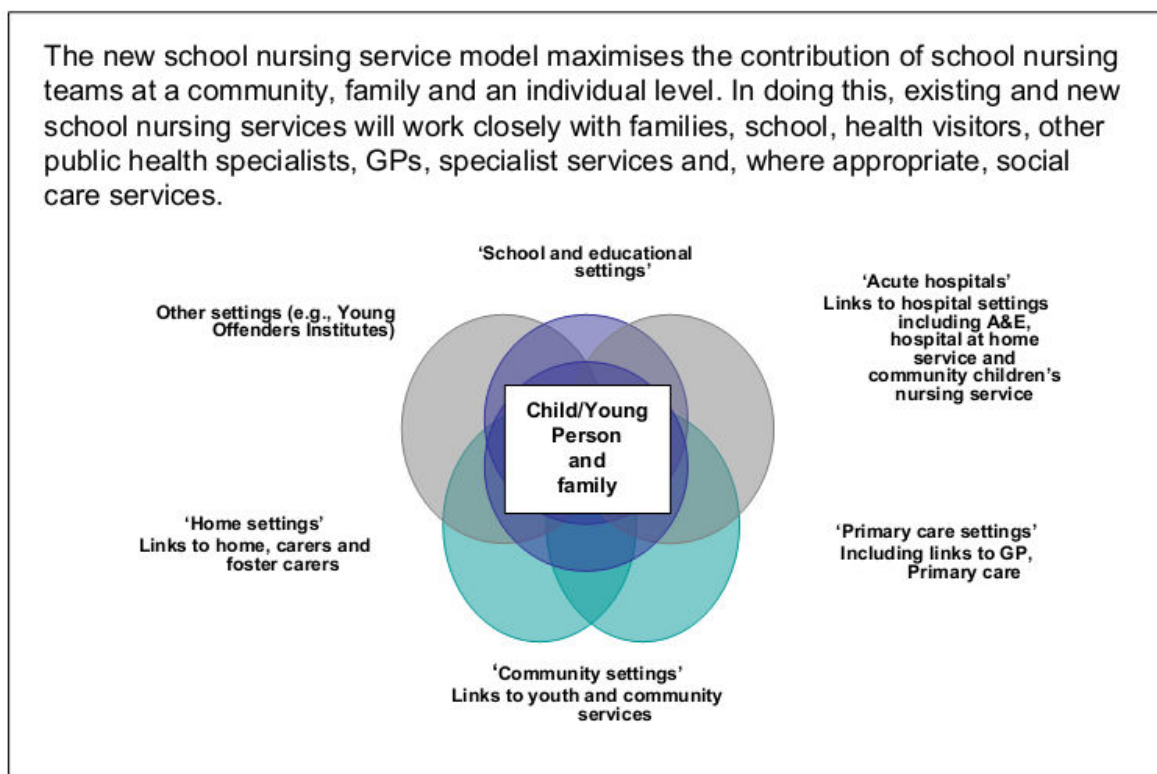 The new school nursing service model maximises the contribution of school nursing
teams at a community, family and an individual level. In doing this, existing and new
school nursing services will work closely with families, school, health visitors, other
public health specialists, GPs, specialist services and, where appropriate, social
care services.
‘School and educational
settings’
‘Acute hospitals’
Links to hospital settings
including A&E,
hospital at home
service and
community children’s
nursing service
Other settings (e.g., Young
Offenders Institutes)
Child/Young
Person
and
family
‘Home settings’
Links to home, carers and
foster carers
‘Primary care settings’
Including links to GP,
Primary care
‘Community settings’
Links to youth and community
services